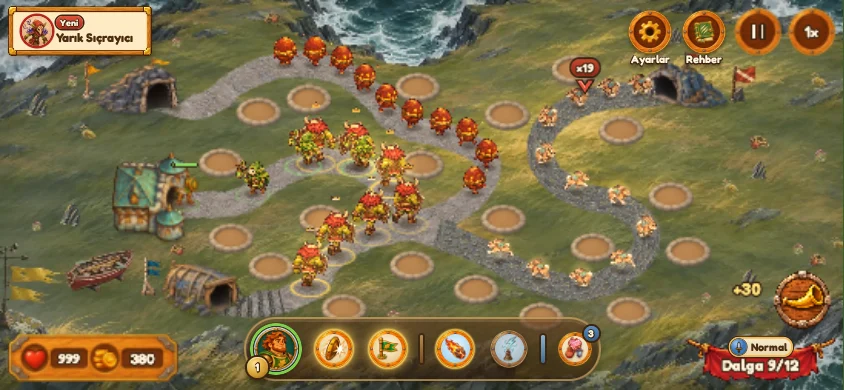 Yeni
Yarık Sıçrayıcı
Ayarlar
Rehber
1x
x19
+30
999
380
1
3
Normal
Dalga 9/12